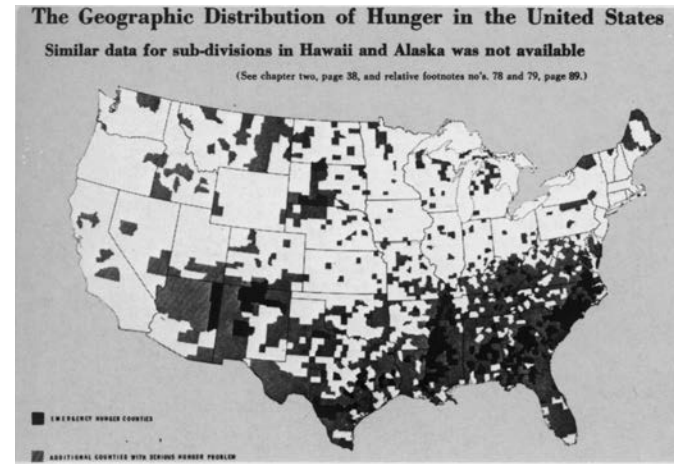 The Geographic Distribution of Hunger in the United States
Similar data for sub-divisions in Hawaii and Alaska was not available
(See chapter two, page 38, and relative footnotes no's. 78 and 79, page 89.)
EMERGENCY HUNGER COUNTIES
ADDITIONAL COUNTIES WITH SERIOUS HUNGER PROBLEM